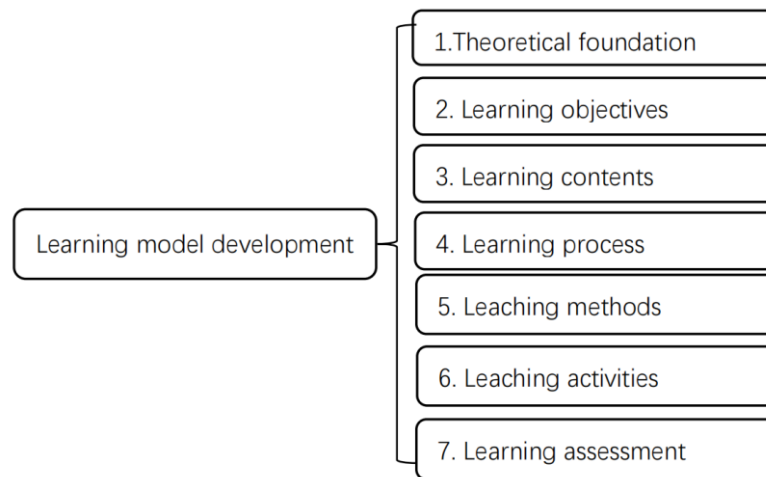 1.Theoretical foundation
2. Learning objectives
3. Learning contents
Learning model development
4. Learning process
5. Leaching methods
6. Leaching activities
7. Learning assessment